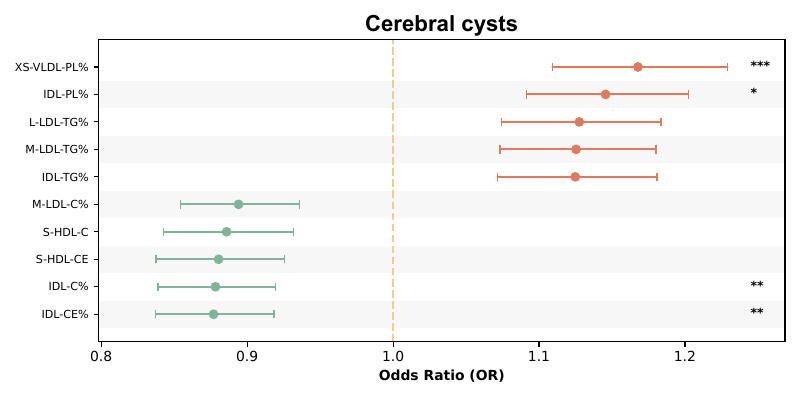 Cerebral cysts
XS-VLDL-PL% ***
IDL-PL% *
L-LDL-TG%
M-LDL-TG%
IDL-TG%
M-LDL-C%
S-HDL-C
S-HDL-CE
IDL-C% **
IDL-CE% **
0.8 0.9 1.0 1.1 1.2
Odds Ratio (OR)